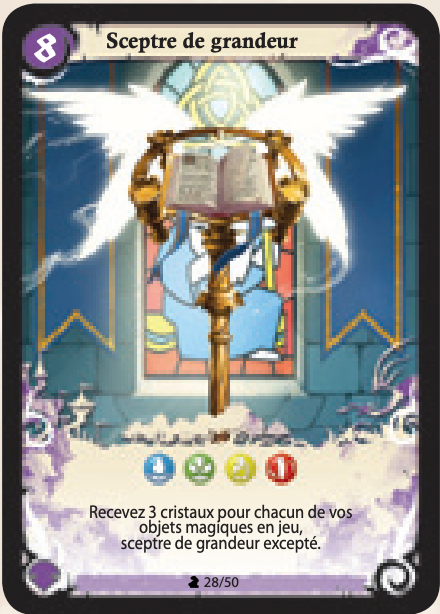 8
Sceptre de grandeur
Recevez 3 cristaux pour chacun de vos
objets magiques en jeu,
sceptre de grandeur excepté.
28/50